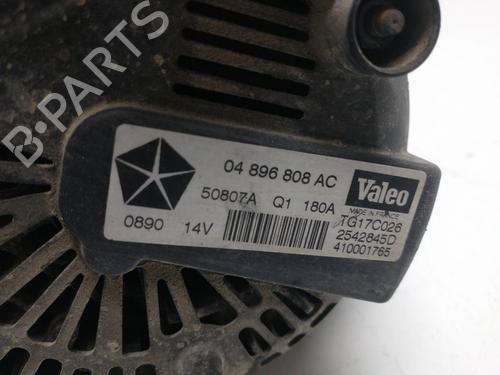 B-PARTS
04 896 808 AC
Valeo
MADE IN FRANCE
50807A Q1 180A
TG17C026
0890 14V
2542845D
410001765